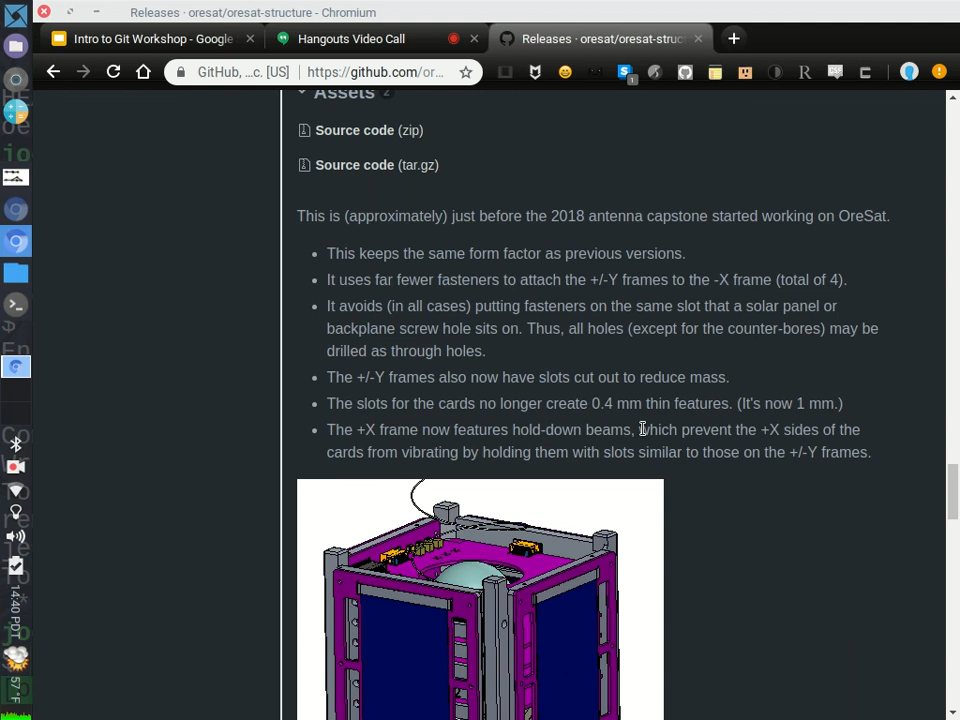 Releases · oresat/oresat-structure - Chromium
Intro to Git Workshop - Google
Hangouts Video Call
Releases · oresat/oresat-struct
GitHub, ...c. [US]
https://github.com/or...
1
Assets 2
Source code (zip)
Source code (tar.gz)
This is (approximately) just before the 2018 antenna capstone started working on OreSat.
• This keeps the same form factor as previous versions.
• It uses far fewer fasteners to attach the +/-Y frames to the -X frame (total of 4).
• It avoids (in all cases) putting fasteners on the same slot that a solar panel or
backplane screw hole sits on. Thus, all holes (except for the counter-bores) may be
drilled as through holes.
• The +/-Y frames also now have slots cut out to reduce mass.
• The slots for the cards no longer create 0.4 mm thin features. (It's now 1 mm.)
• The +X frame now features hold-down beams, which prevent the +X sides of the
cards from vibrating by holding them with slots similar to those on the +/-Y frames.
14:40 PDT
57 °F